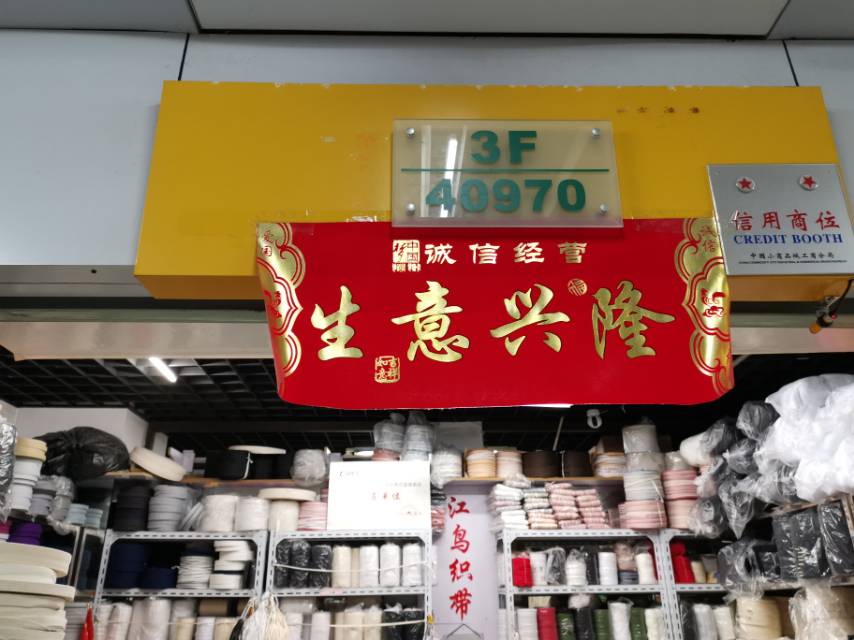 3F
40970
信用商位
CREDIT BOOTH
诚信经营
生意兴隆
江鸟织带